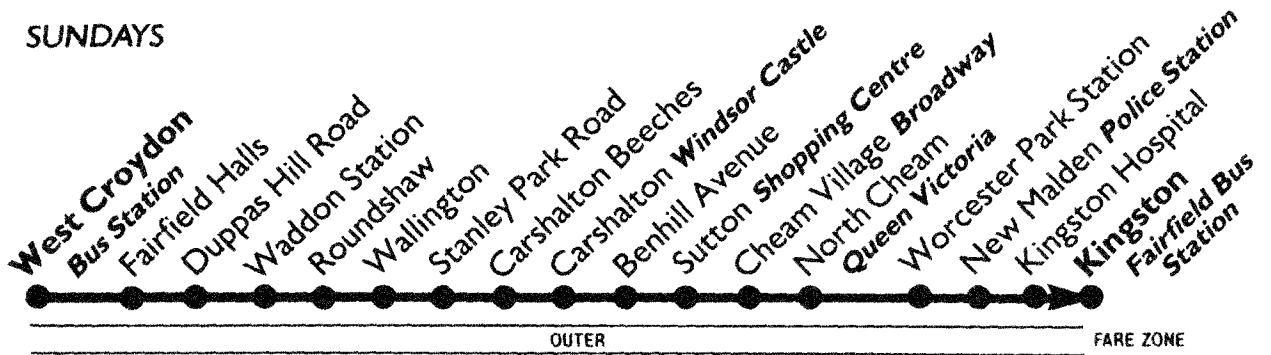 SUNDAYS
West Croydon
Bus Station
Fairfield Halls
Duppas Hill Road
Waddon Station
Roundshaw
Wallington
Stanley Park Road
Carshalton Beeches
Carshalton Windsor Castle
Benhill Avenue
Sutton Shopping Centre
Cheam Village Broadway
North Cheam
Queen Victoria
Worcester Park Station
New Malden Police Station
Kingston Hospital
Kingston
Fairfield Bus
Station
OUTER
FARE ZONE